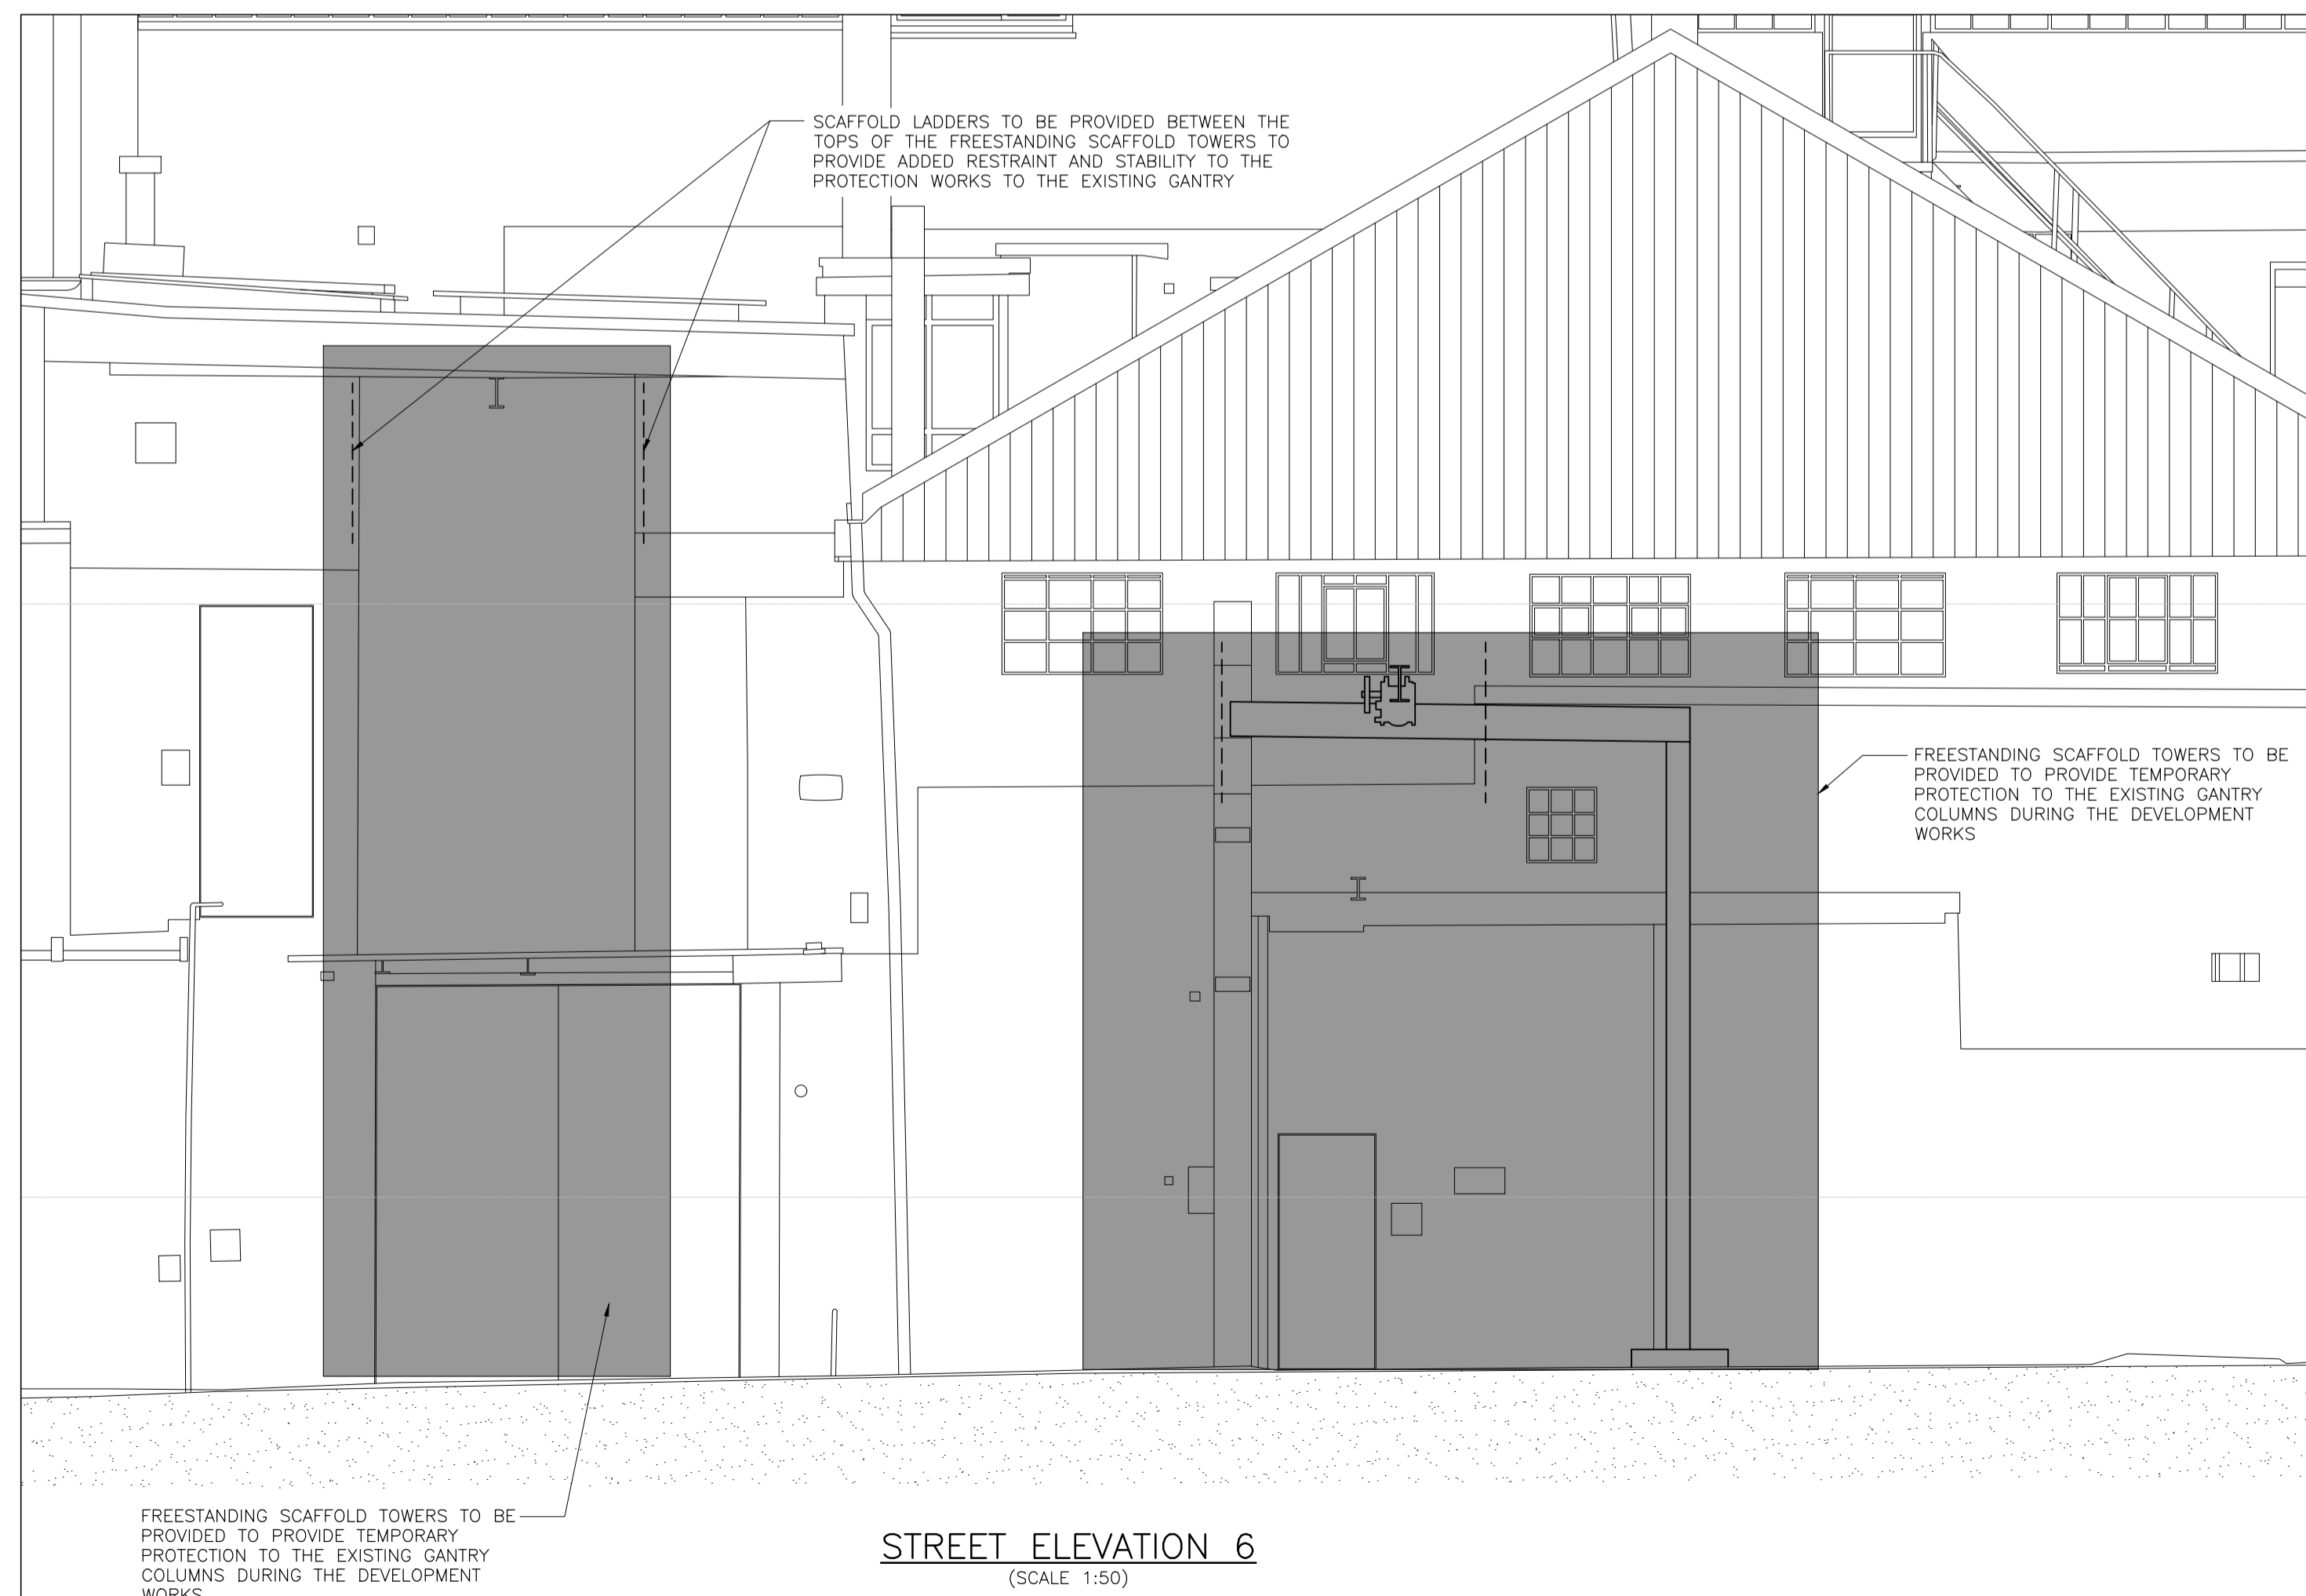 SCAFFOLD LADDERS TO BE PROVIDED BETWEEN THE
TOPS OF THE FREESTANDING SCAFFOLD TOWERS TO
PROVIDE ADDED RESTRAINT AND STABILITY TO THE
PROTECTION WORKS TO THE EXISTING GANTRY
FREESTANDING SCAFFOLD TOWERS TO BE
PROVIDED TO PROVIDE TEMPORARY
PROTECTION TO THE EXISTING GANTRY
COLUMNS DURING THE DEVELOPMENT
WORKS
FREESTANDING SCAFFOLD TOWERS TO BE
PROVIDED TO PROVIDE TEMPORARY
PROTECTION TO THE EXISTING GANTRY
COLUMNS DURING THE DEVELOPMENT
WORKS
STREET ELEVATION 6
(SCALE 1:50)